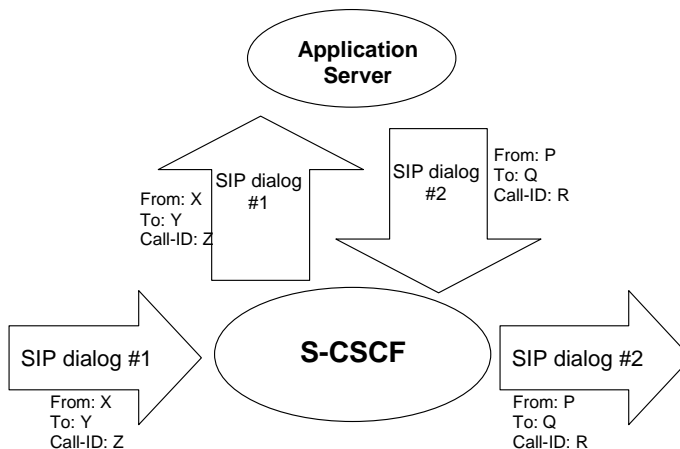 Application
Server
SIP dialog
#1
From: X
To: Y
Call-ID: Z
SIP dialog
#2
From: P
To: Q
Call-ID: R
S-CSCF
SIP dialog #1
From: X
To: Y
Call-ID: Z
SIP dialog #2
From: P
To: Q
Call-ID: R